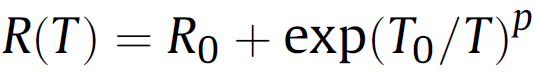 R(T) = R₀ + exp(T₀/T)ᵖ